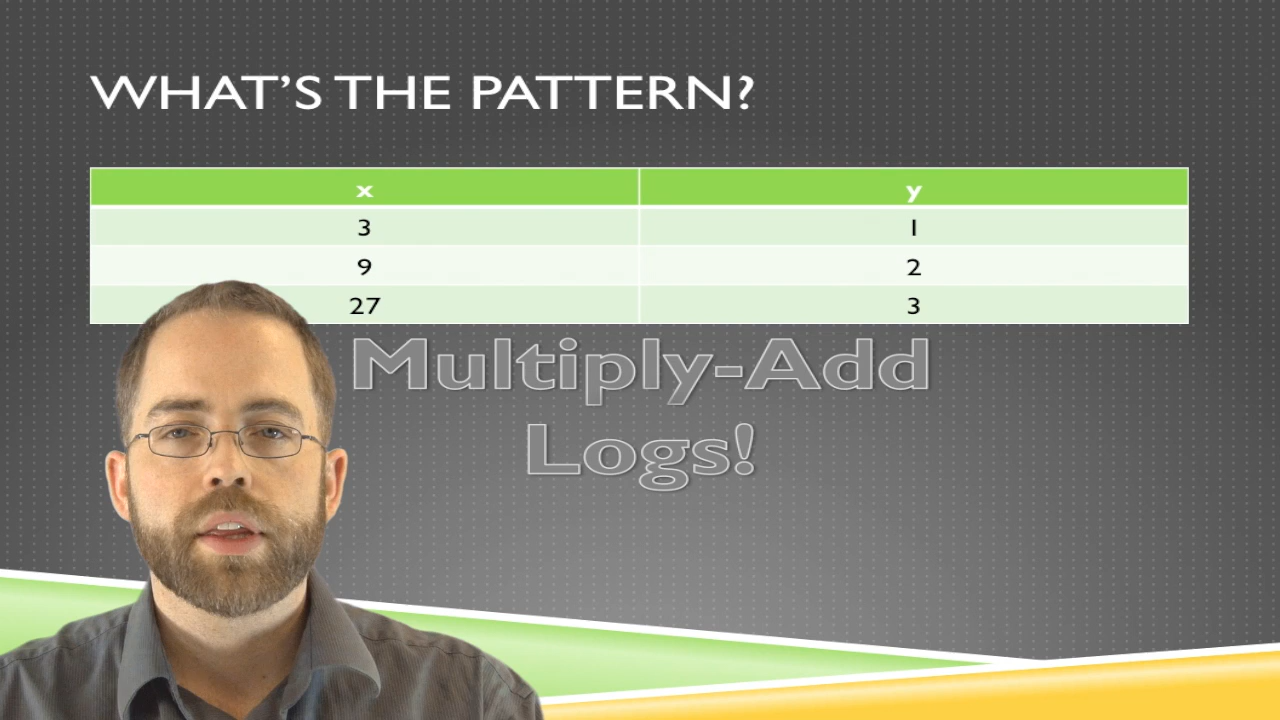 WHAT'S THE PATTERN?
x y
3 1
9 2
27 3
Multiply-Add
Logs!